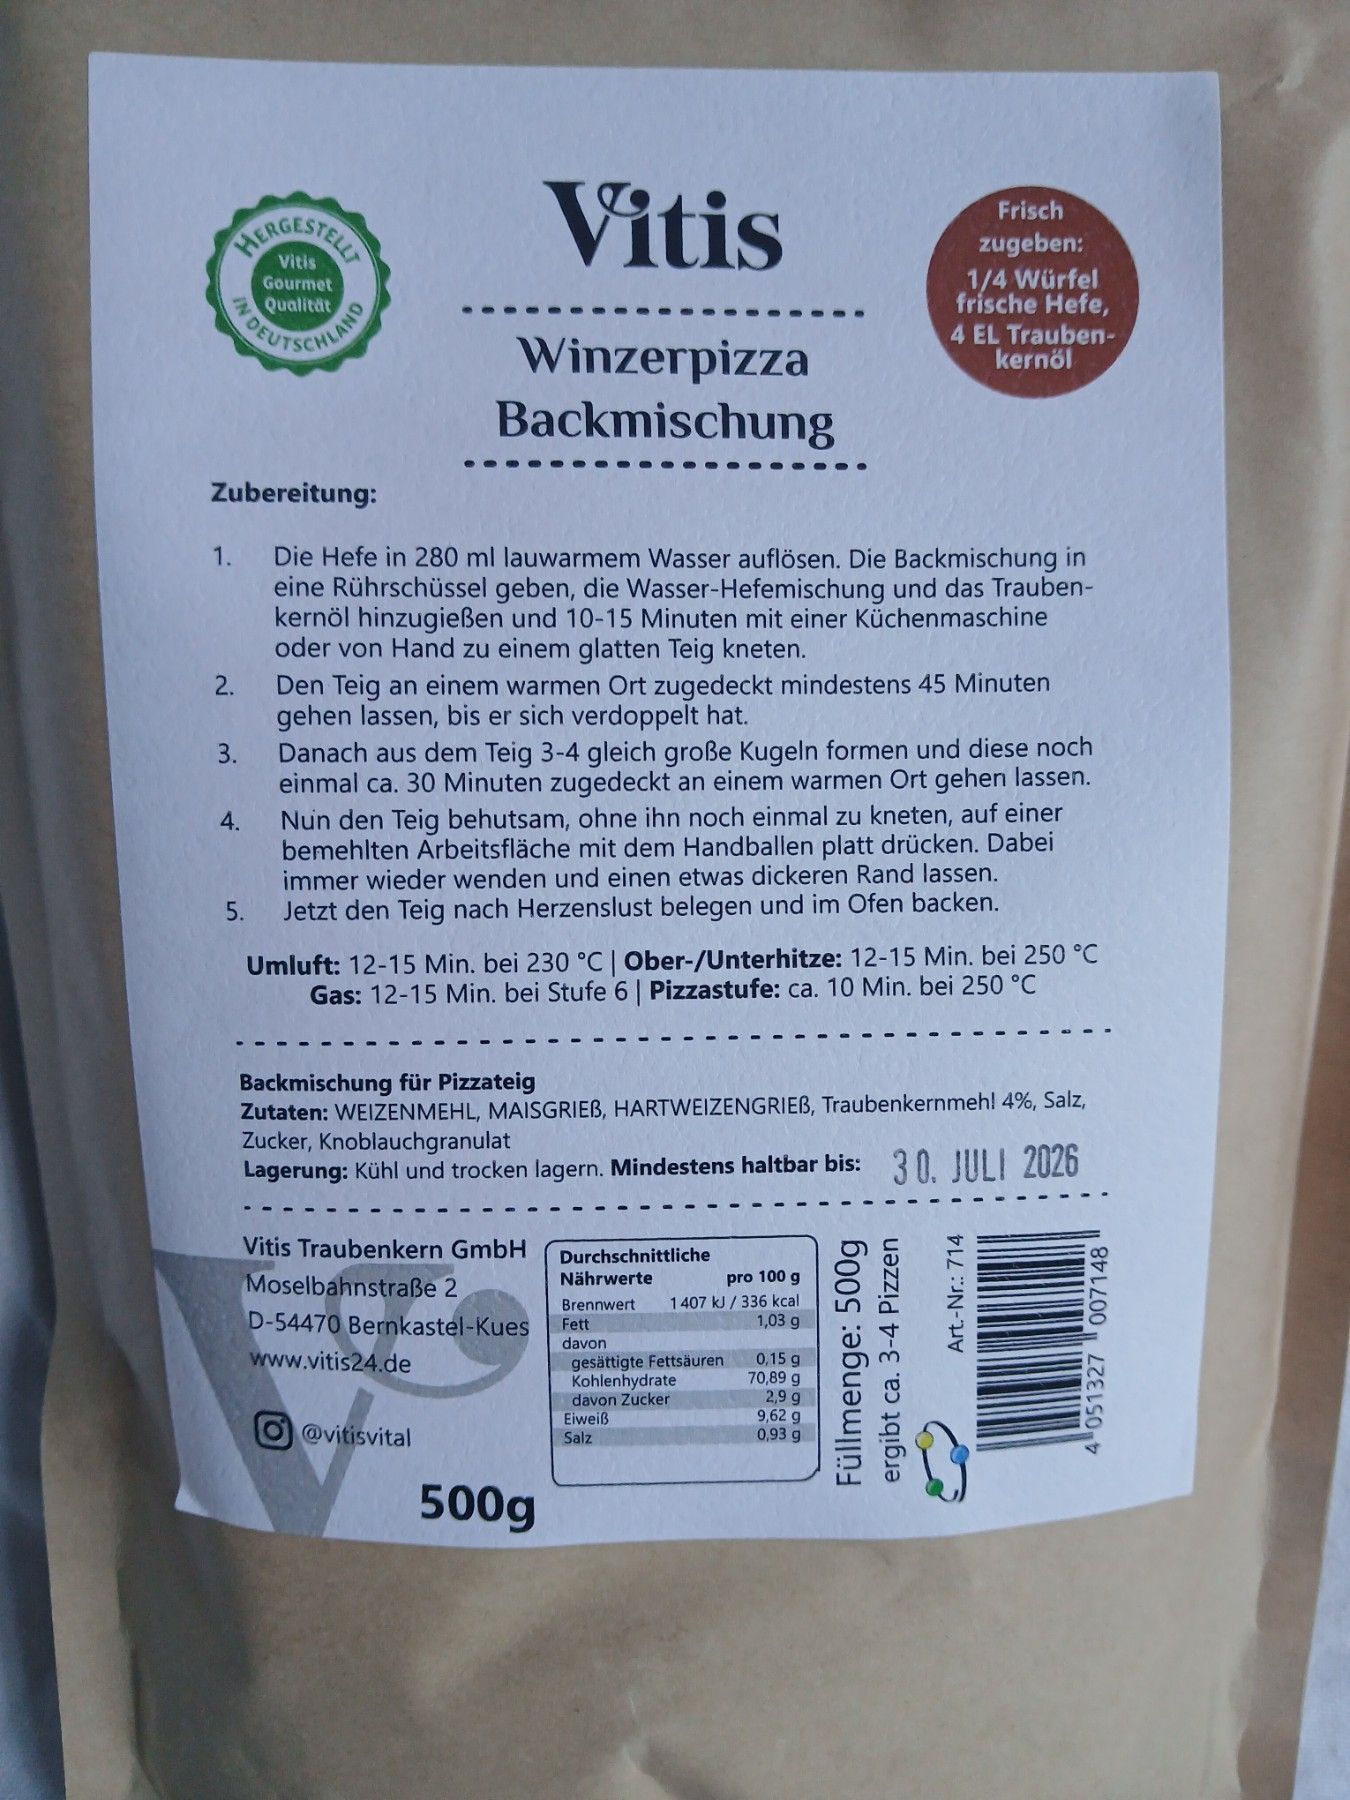 HERGESTELLT
Vitis
Gourmet
Qualität
IN DEUTSCHLAND
Vitis
Winzerpizza
Backmischung
Frisch
zugeben:
1/4 Würfel
frische Hefe,
4 EL Trauben-
kernöl
Zubereitung:
1. Die Hefe in 280 ml lauwarmem Wasser auflösen. Die Backmischung in
eine Rührschüssel geben, die Wasser-Hefemischung und das Trauben-
kernöl hinzugießen und 10-15 Minuten mit einer Küchenmaschine
oder von Hand zu einem glatten Teig kneten.
2. Den Teig an einem warmen Ort zugedeckt mindestens 45 Minuten
gehen lassen, bis er sich verdoppelt hat.
3. Danach aus dem Teig 3-4 gleich große Kugeln formen und diese noch
einmal ca. 30 Minuten zugedeckt an einem warmen Ort gehen lassen.
4. Nun den Teig behutsam, ohne ihn noch einmal zu kneten, auf einer
bemehlten Arbeitsfläche mit dem Handballen platt drücken. Dabei
immer wieder wenden und einen etwas dickeren Rand lassen.
5. Jetzt den Teig nach Herzenslust belegen und im Ofen backen.
Umluft: 12-15 Min. bei 230 °C | Ober-/Unterhitze: 12-15 Min. bei 250 °C
Gas: 12-15 Min. bei Stufe 6 | Pizzastufe: ca. 10 Min. bei 250 °C
Backmischung für Pizzateig
Zutaten: WEIZENMEHL, MAISGRIEß, HARTWEIZENGRIEß, Traubenkernmehl 4%, Salz,
Zucker, Knoblauchgranulat
Lagerung: Kühl und trocken lagern. Mindestens haltbar bis: 30. JULI 2026
Vitis Traubenkern GmbH
Moselbahnstraße 2
D-54470 Bernkastel-Kues
www.vitis24.de
@vitisvital
500g
Durchschnittliche
Nährwerte pro 100 g
Brennwert 1407 kJ / 336 kcal
Fett 1,03 g
davon
gesättigte Fettsäuren 0,15 g
Kohlenhydrate 70,89 g
davon Zucker 2,9 g
Eiweiß 9,62 g
Salz 0,93 g
Füllmenge: 500g
ergibt ca. 3-4 Pizzen
Art.-Nr.: 714
4 051327 007148